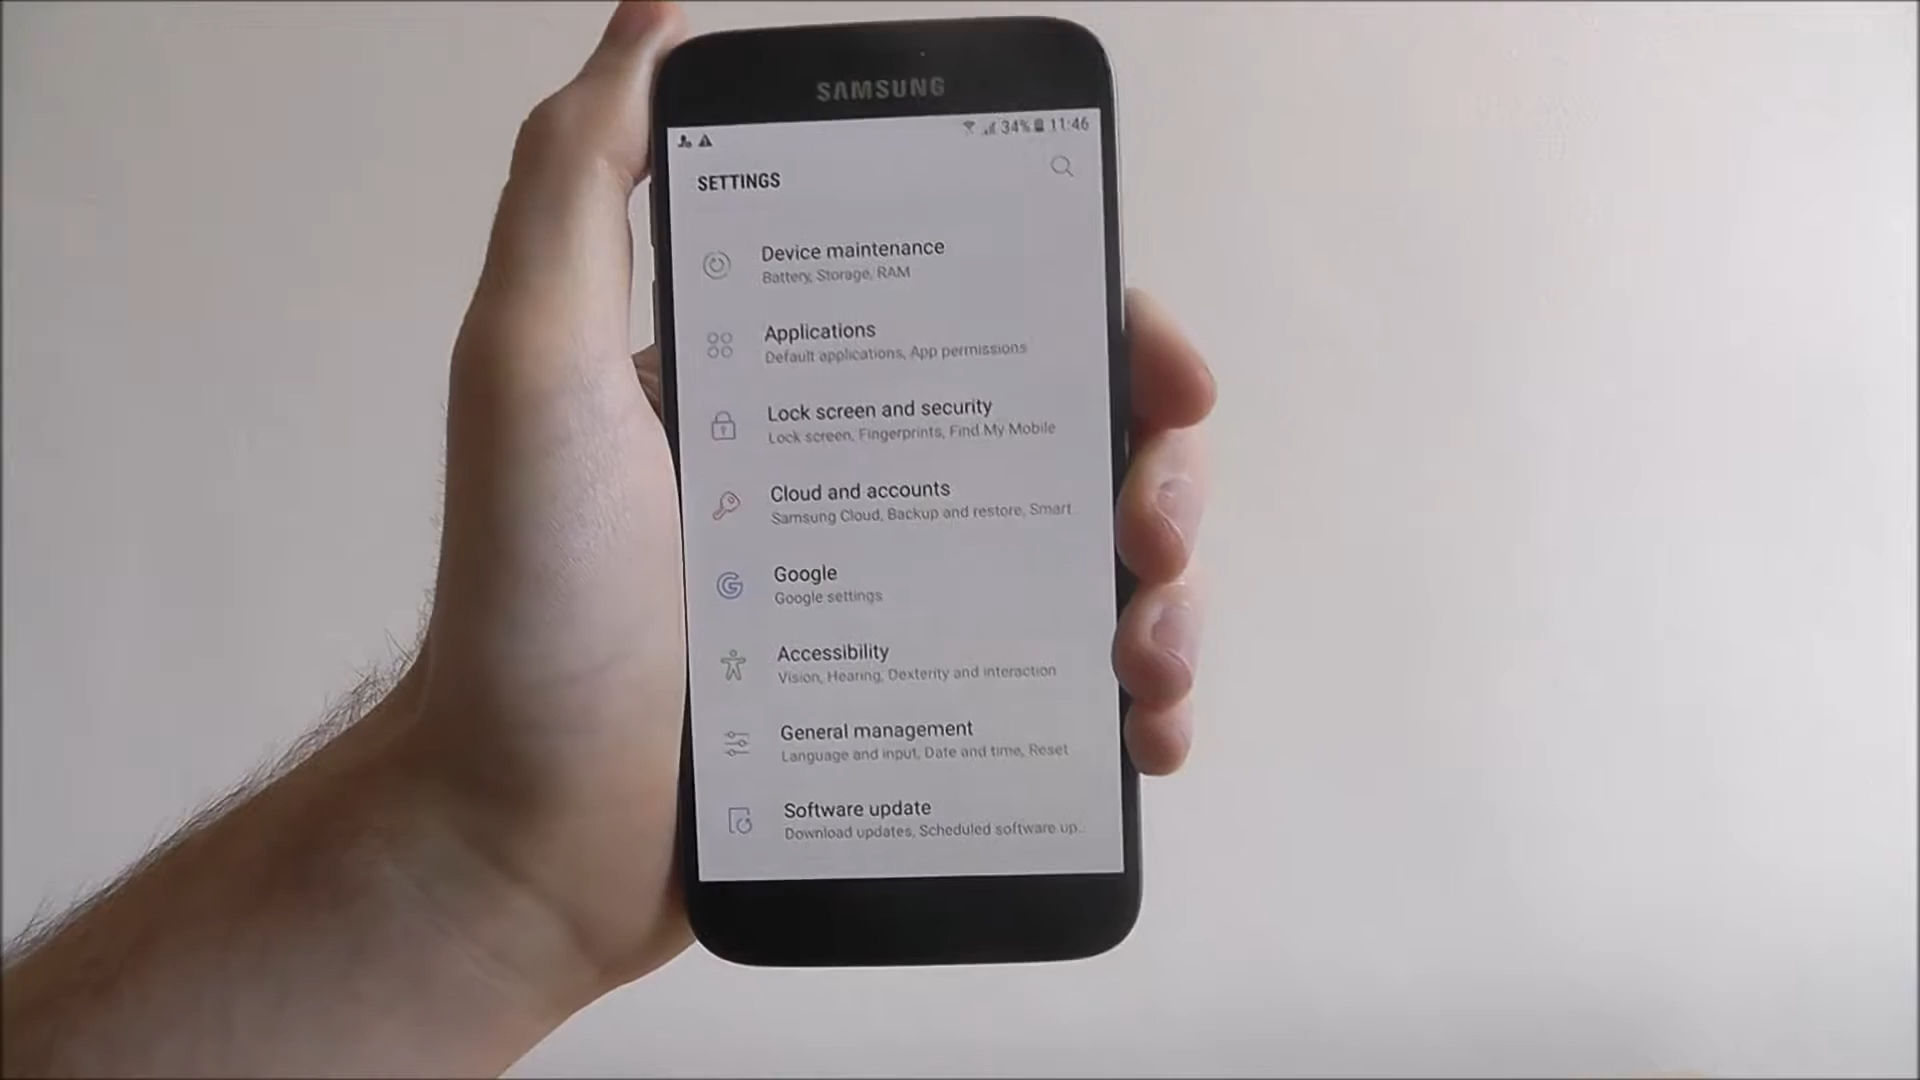 SAMSUNG
34% 11:46
SETTINGS
Device maintenance
Battery, Storage, RAM
Applications
Default applications, App permissions
Lock screen and security
Lock screen, Fingerprints, Find My Mobile
Cloud and accounts
Samsung Cloud, Backup and restore, Smart
Google
Google settings
Accessibility
Vision, Hearing, Dexterity and interaction
General management
Language and input, Date and time, Reset
Software update
Download updates, Scheduled software up...